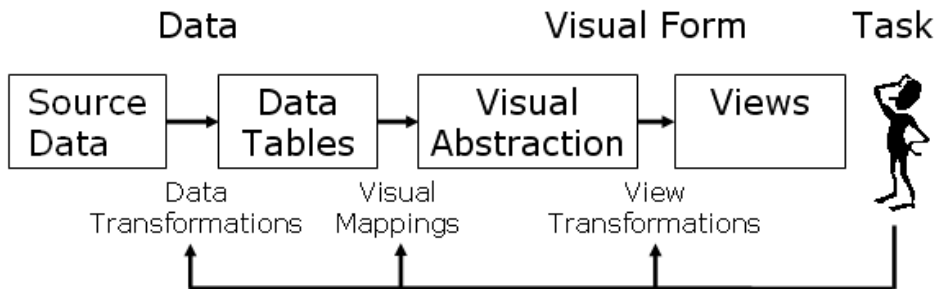 Data
Visual Form
Task
Source
Data
Data
Tables
Visual
Abstraction
Views
Data
Transformations
Visual
Mappings
View
Transformations